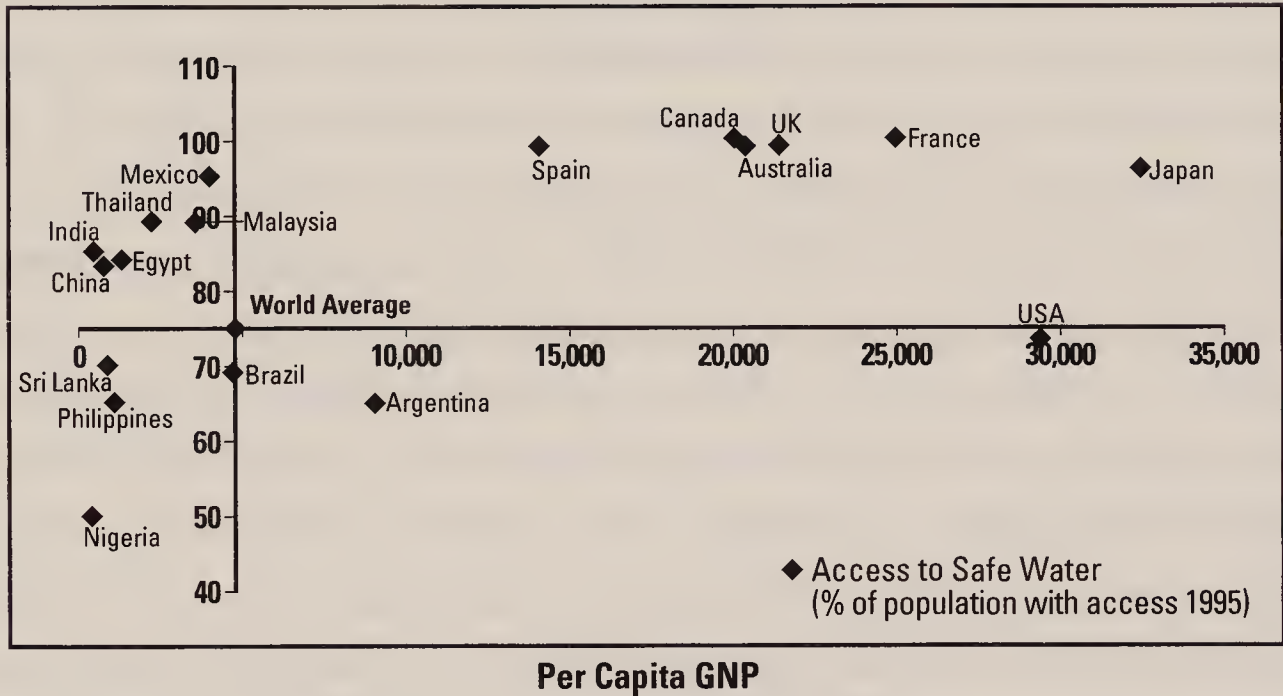 110
100
Canada
UK
France
Spain
Australia
Japan
Mexico
Thailand
90
Malaysia
India
Egypt
China
80
World Average
USA
0
10,000
15,000
20,000
25,000
30,000
35,000
70
Sri Lanka
Brazil
Philippines
Argentina
60
50
Nigeria
40
Access to Safe Water
(% of population with access 1995)
Per Capita GNP